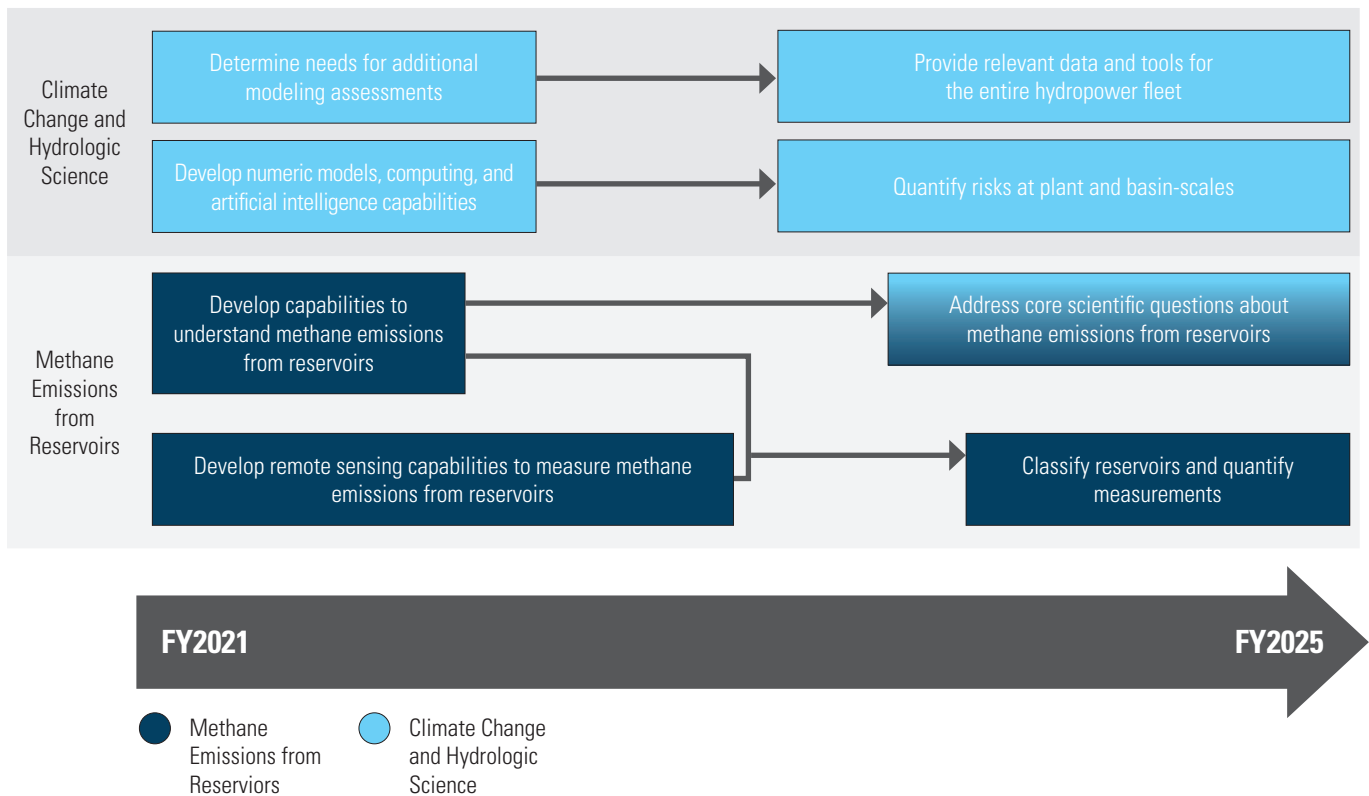 Climate
Change and
Hydrologic
Science
Determine needs for additional
modeling assessments
Provide relevant data and tools for
the entire hydropower fleet
Develop numeric models, computing, and
artificial intelligence capabilities
Quantify risks at plant and basin-scales
Methane
Emissions
from
Reservoirs
Develop capabilities to
understand methane emissions
from reservoirs
Address core scientific questions about
methane emissions from reservoirs
Develop remote sensing capabilities to measure methane
emissions from reservoirs
Classify reservoirs and quantify
measurements
FY2021
FY2025
Methane
Emissions from
Reserviors
Climate Change
and Hydrologic
Science